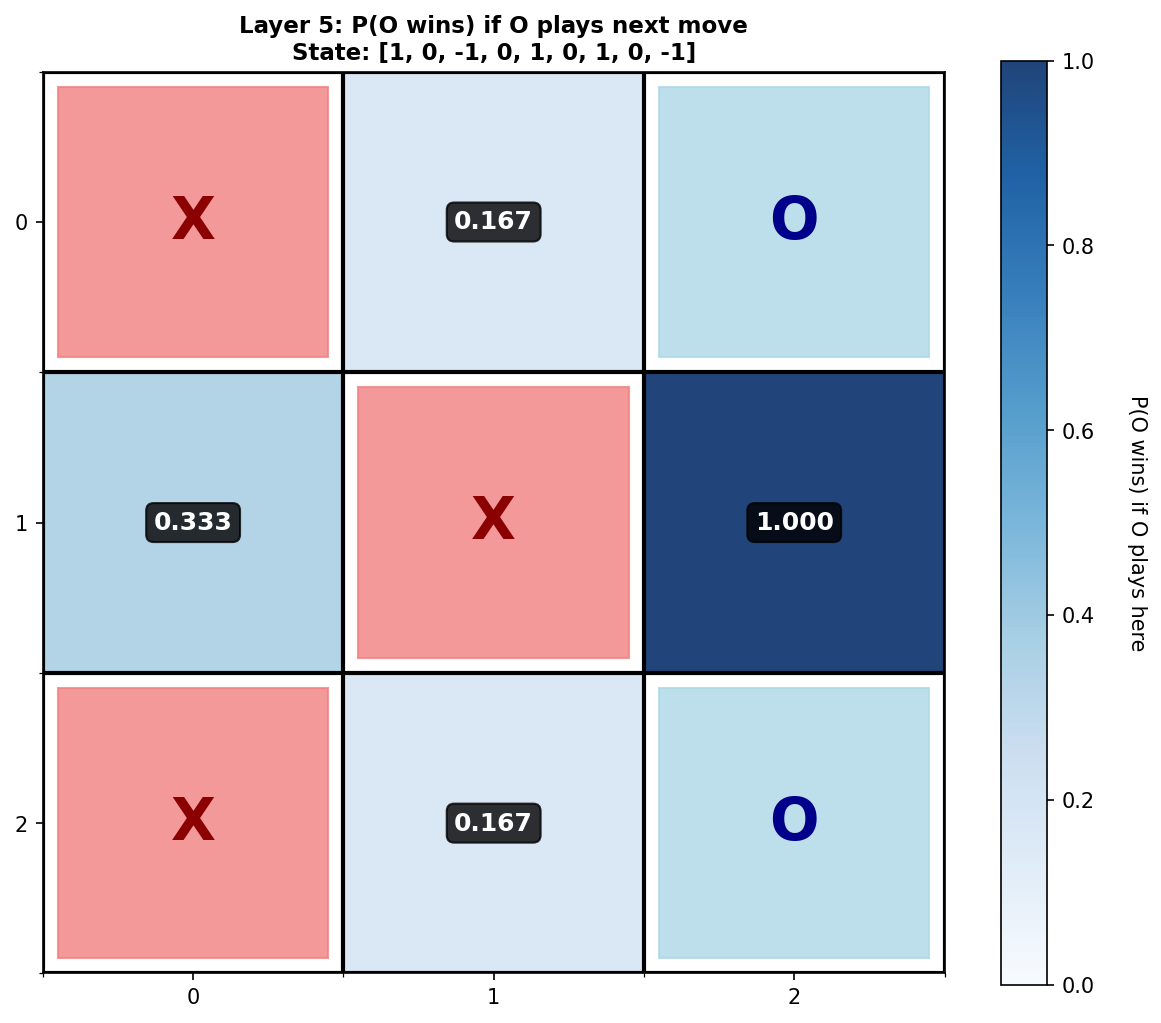 Layer 5: P(O wins) if O plays next move
State: [1, 0, -1, 0, 1, 0, 1, 0, -1]
X
0.167
O
0.333
X
1.000
X
0.167
O
0
1
2
0
1
2
1.0
0.8
0.6
0.4
0.2
0.0
P(O wins) if O plays here